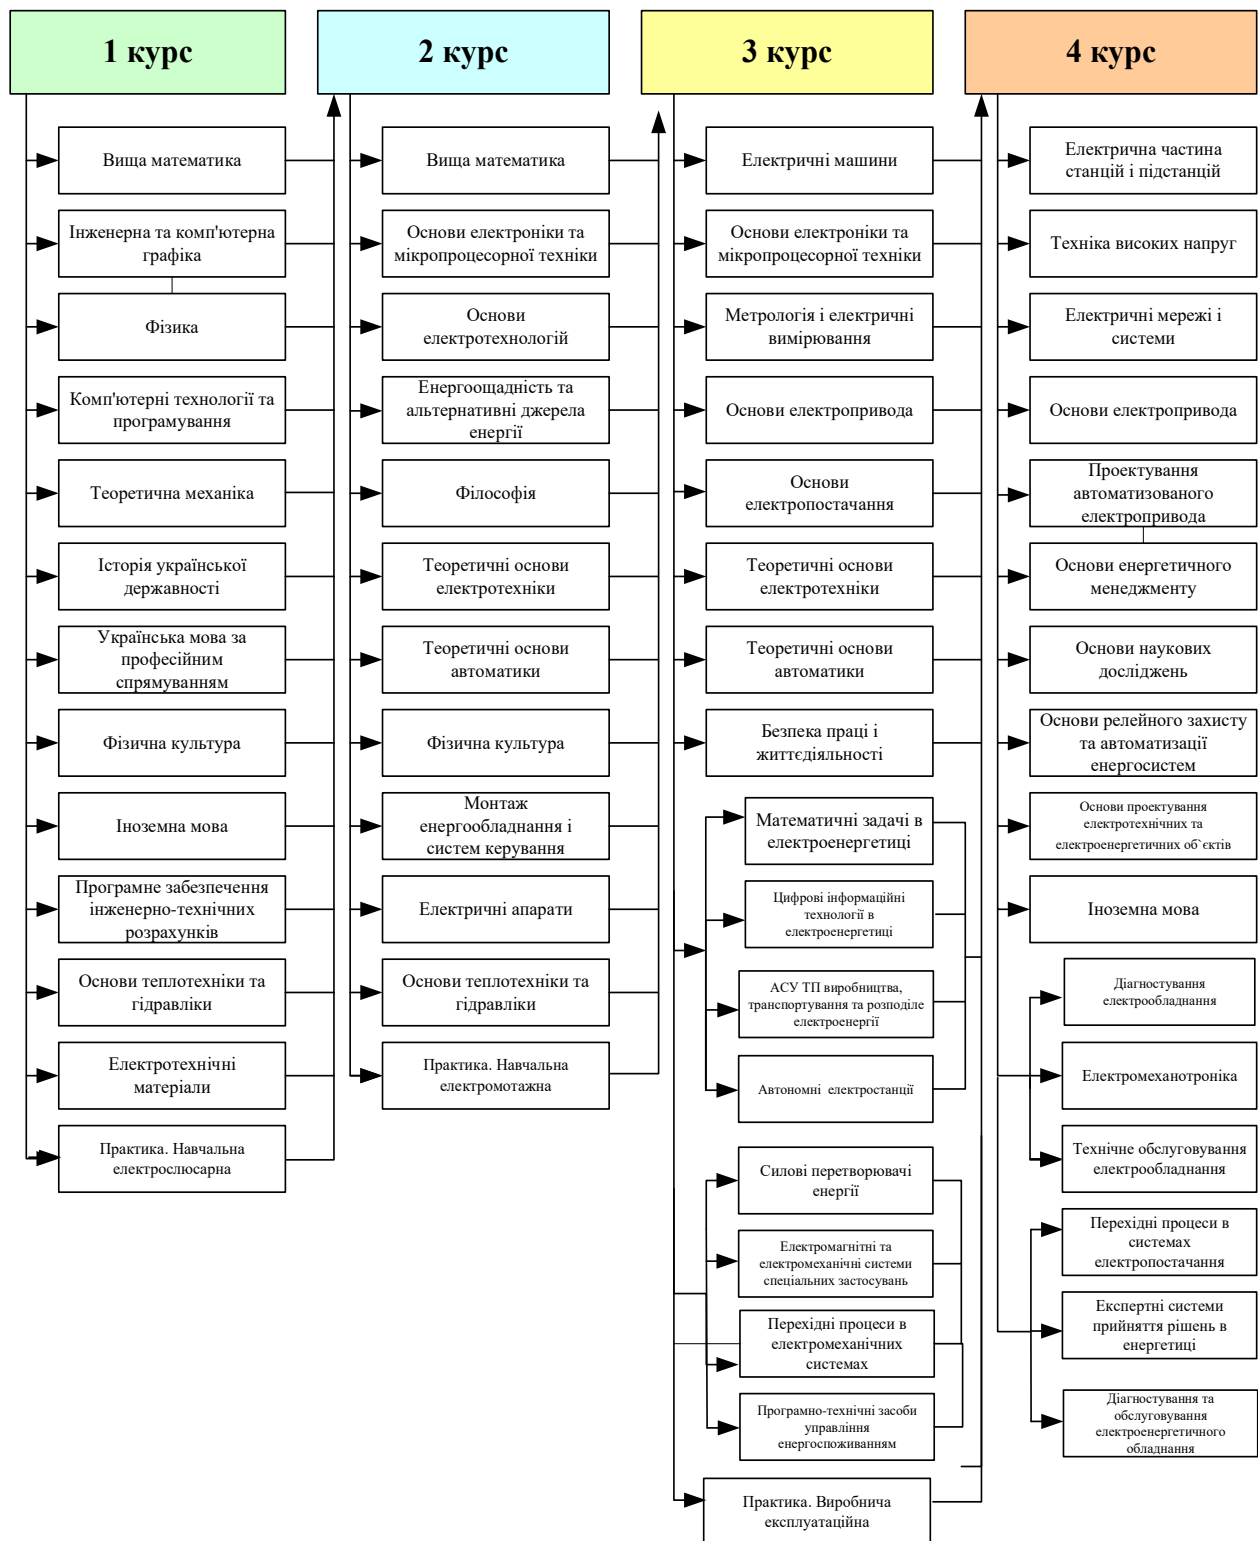 1 курс
Вища математика
Інженерна та комп'ютерна
графіка
Фізика
Комп'ютерні технології та
програмування
Теоретична механіка
Історія української
державності
Українська мова за
професійним
спрямуванням
Фізична культура
Іноземна мова
Програмне забезпечення
інженерно-технічних
розрахунків
Основи теплотехніки та
гідравліки
Електротехнічні
матеріали
Практика. Навчальна
електрослюсарна
2 курс
Вища математика
Основи електроніки та
мікропроцесорної техніки
Основи
електротехнологій
Енергоощадність та
альтернативні джерела
енергії
Філософія
Теоретичні основи
електротехніки
Теоретичні основи
автоматики
Фізична культура
Монтаж
енергообладнання і
систем керування
Електричні апарати
Основи теплотехніки та
гідравліки
Практика. Навчальна
електромотажна
3 курс
Електричні машини
Основи електроніки та
мікропроцесорної техніки
Метрологія і електричні
вимірювання
Основи електропривода
Основи
електропостачання
Теоретичні основи
електротехніки
Теоретичні основи
автоматики
Безпека праці і
життєдіяльності
Математичні задачі в
електроенергетиці
Цифрові інформаційні
технології в
електроенергетиці
АСУ ТП виробництва,
транспортування та розподіле
електроенергії
Автономні електростанції
Силові перетворювачі
енергії
Електромагнітні та
електромеханічні системи
спеціальних застосувань
Перехідні процеси в
електромеханічних
системах
Програмно-технічні засоби
управління
енергоспоживанням
Практика. Виробнича
експлуатаційна
4 курс
Електрична частина
станцій і підстанцій
Техніка високих напруг
Електричні мережі і
системи
Основи електропривода
Проектування
автоматизованого
електропривода
Основи енергетичного
менеджменту
Основи наукових
досліджень
Основи релейного захисту
та автоматизації
енергосистем
Основи проектування
електротехнічних та
електроенергетичних об`єктів
Іноземна мова
Діагностування
електрообладнання
Електромеханотроніка
Технічне обслуговування
електрообладнання
Перехідні процеси в
системах
електропостачання
Експертні системи
прийняття рішень в
енергетиці
Діагностування та
обслуговування
електроенергетичного
обладнання